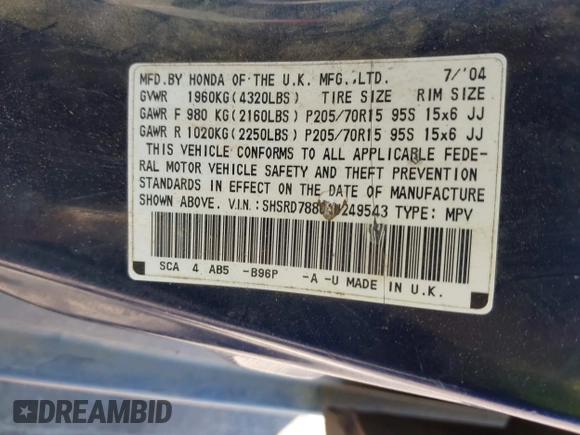 MFD.BY HONDA OF THE U.K. MFG.,LTD. 7/'04
GVWR 1960KG(4320LBS) TIRE SIZE RIM SIZE
GAWR F 980 KG(2160LBS) P205/70R15 95S 15x6 JJ
GAWR R 1020KG(2250LBS) P205/70R15 95S 15x6 JJ
THIS VEHICLE CONFORMS TO ALL APPLICABLE FEDE-
RAL MOTOR VEHICLE SAFETY AND THEFT PREVENTION
STANDARDS IN EFFECT ON THE DATE OF MANUFACTURE
SHOWN ABOVE. V.I.N.: TYPE: MPV
SCA 4 AB5 -B96P -A -U MADE IN U.K.
DREAMBID